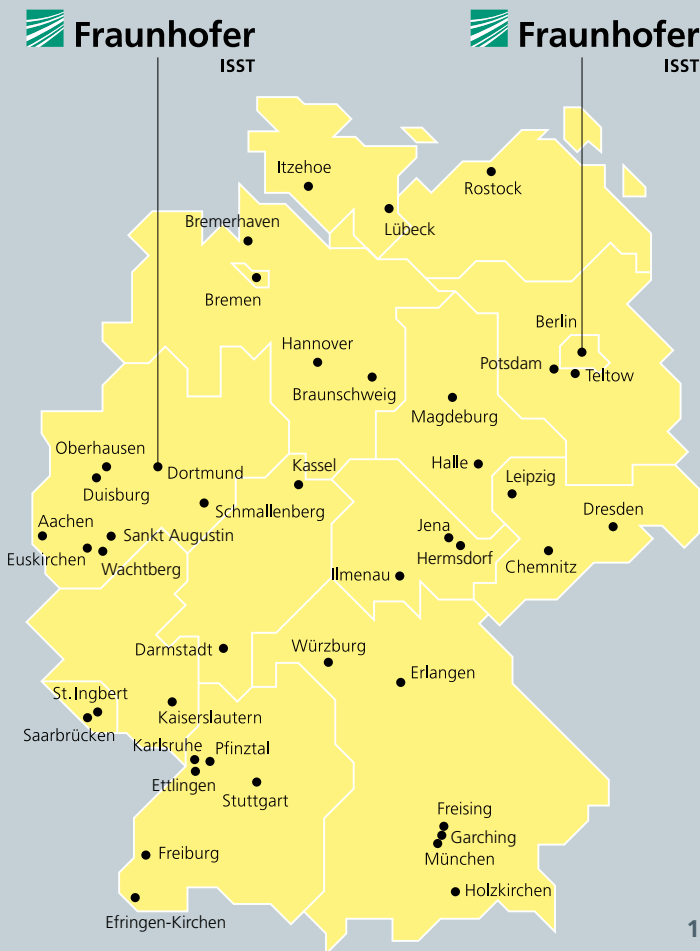 Fraunhofer
ISST
Fraunhofer
ISST
Itzehoe
Rostock
Lübeck
Bremerhaven
Bremen
Berlin
Hannover
Potsdam
Teltow
Braunschweig
Magdeburg
Oberhausen
Kassel
Halle
Dortmund
Leipzig
Duisburg
Schmallenberg
Dresden
Aachen
Jena
Sankt Augustin
Euskirchen
Hermsdorf
Wachtberg
Chemnitz
Ilmenau
Darmstadt
Würzburg
Erlangen
St.Ingbert
Kaiserslautern
Saarbrücken
Karlsruhe
Pfinztal
Ettlingen
Stuttgart
Freising
Garching
München
Freiburg
Holzkirchen
Efringen-Kirchen
1